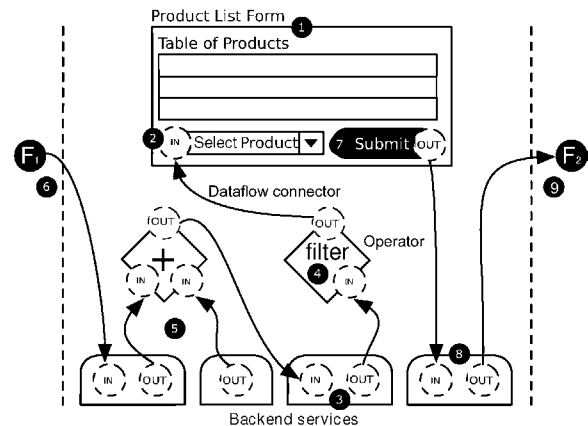 Product List Form
1
Table of Products
2
IN
Select Product
7
Submit
OUT
F1
6
F2
9
Dataflow connector
OUT
OUT
Operator
+
filter
4
IN
IN
IN
5
8
IN
OUT
OUT
IN
OUT
IN
OUT
3
Backend services